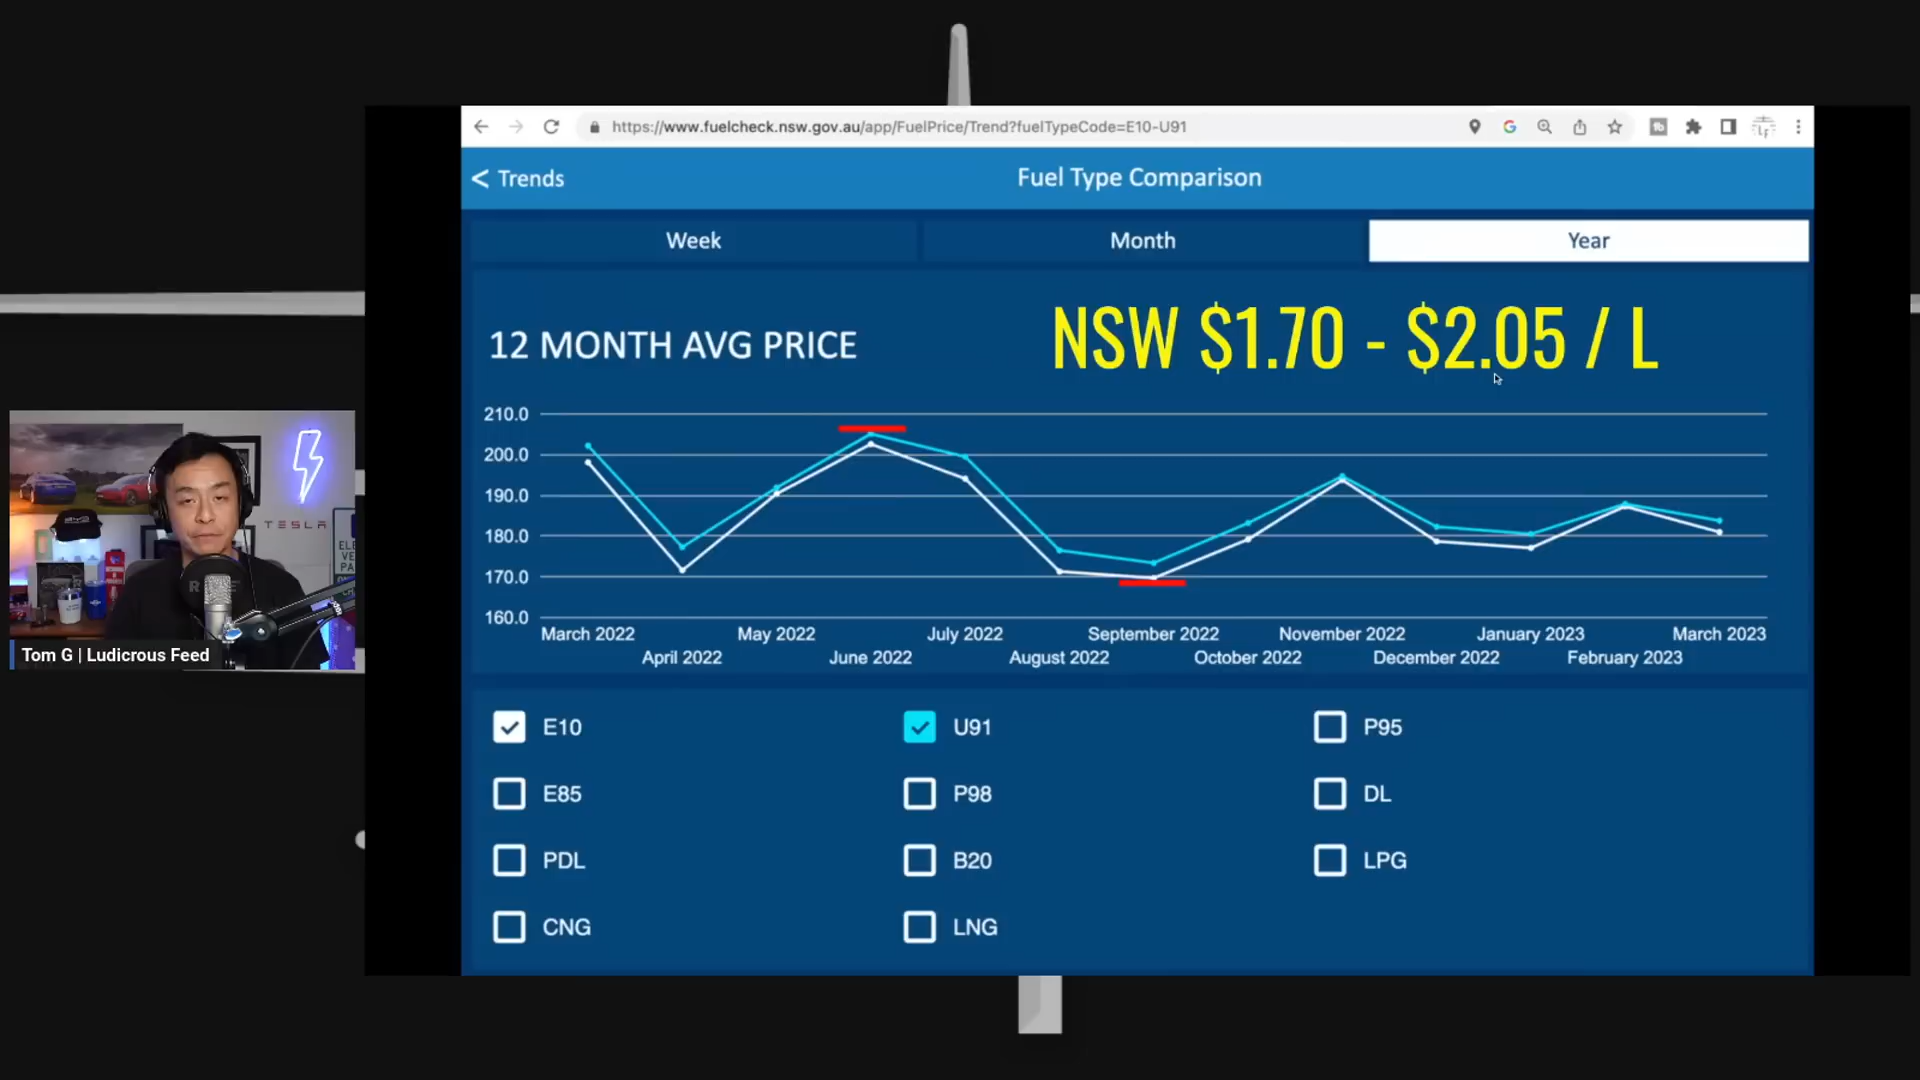 https://www.fuelcheck.nsw.gov.au/app/FuelPrice/Trend?fuelTypeCode=E10-U91
< Trends
Fuel Type Comparison
Week
Month
Year
12 MONTH AVG PRICE
NSW $1.70 - $2.05 / L
210.0
200.0
190.0
180.0
170.0
160.0
March 2022
April 2022
May 2022
June 2022
July 2022
August 2022
September 2022
October 2022
November 2022
December 2022
January 2023
February 2023
March 2023
E10
U91
P95
E85
P98
DL
PDL
B20
LPG
CNG
LNG
TESLA
Tom G | Ludicrous Feed